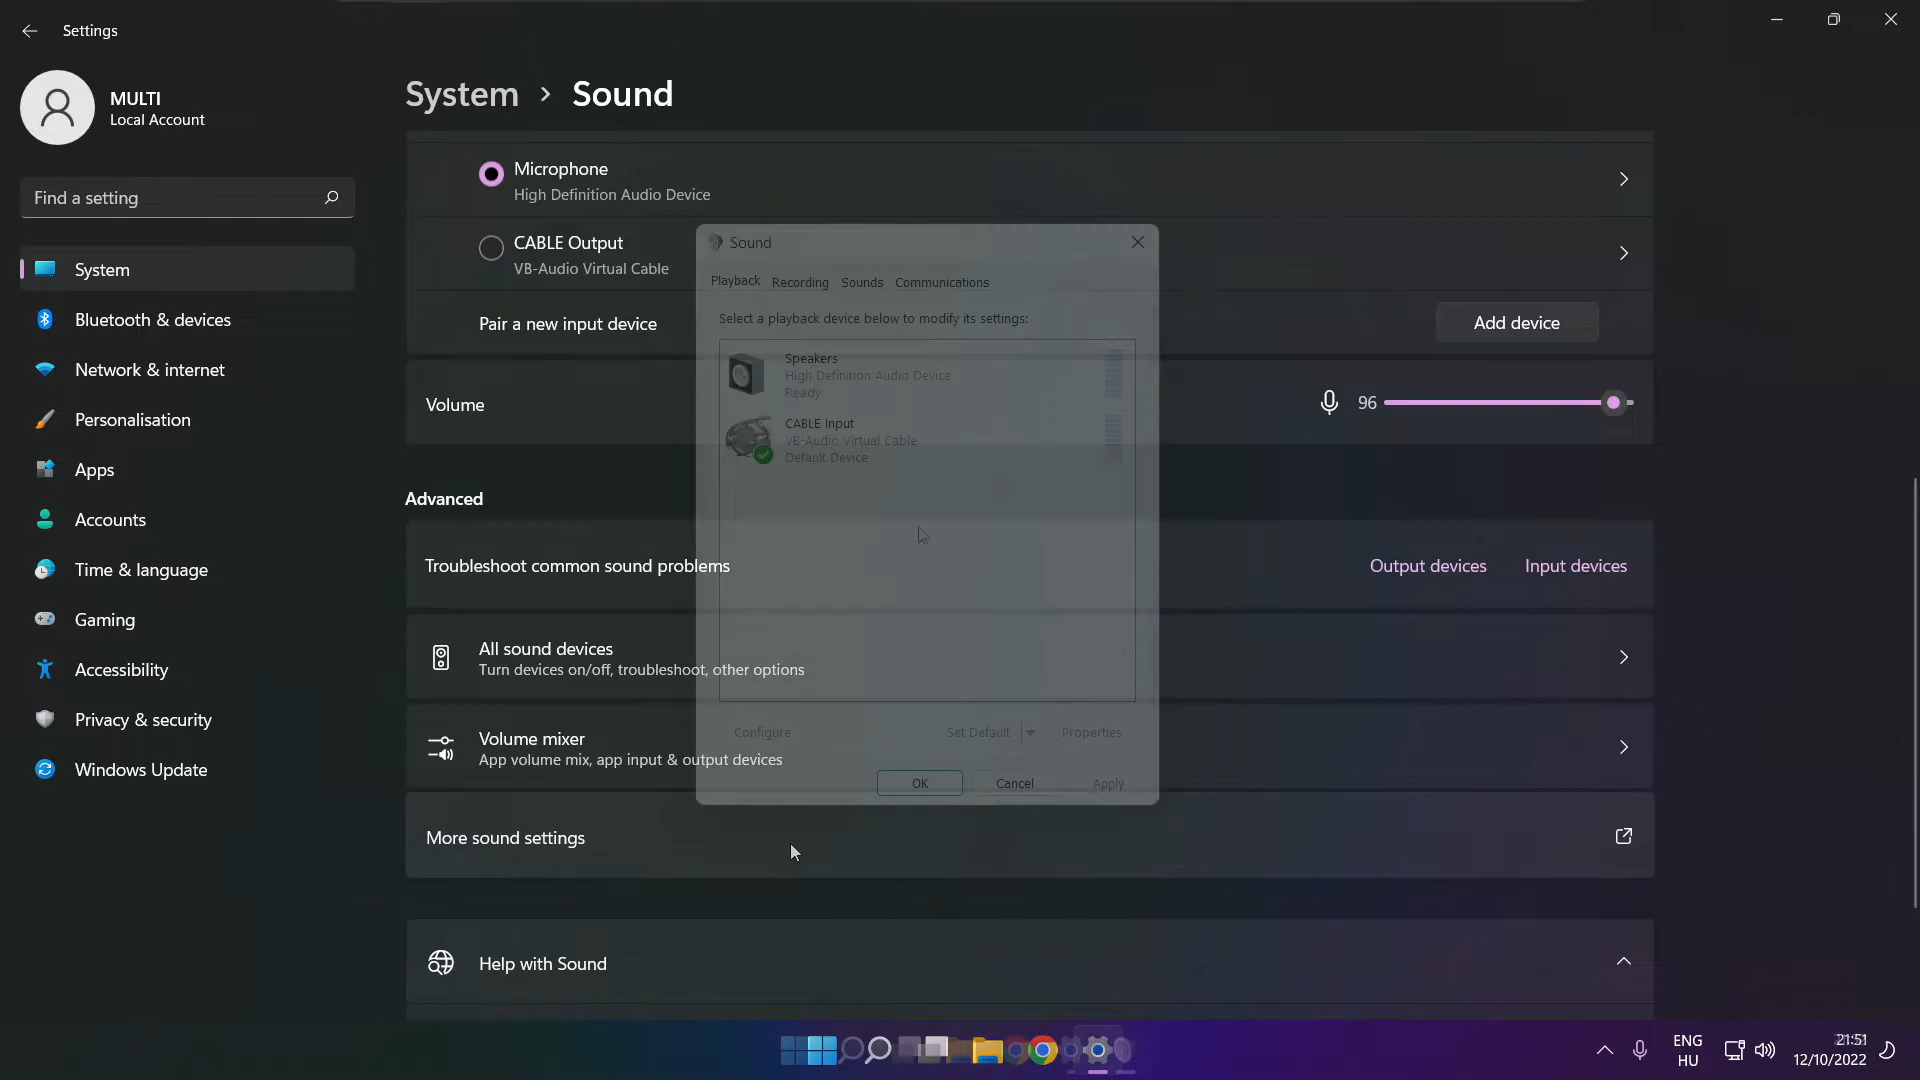 Settings
MULTI
Local Account
Find a setting
System
Bluetooth & devices
Network & internet
Personalisation
Apps
Accounts
Time & language
Gaming
Accessibility
Privacy & security
Windows Update
System > Sound
Microphone
High Definition Audio Device
CABLE Output
VB-Audio Virtual Cable
Pair a new input device
Add device
Volume
96
Advanced
Troubleshoot common sound problems
Output devices
Input devices
All sound devices
Turn devices on/off, troubleshoot, other options
Volume mixer
App volume mix, app input & output devices
More sound settings
Help with Sound
Sound
Playback
Recording
Sounds
Communications
Select a playback device below to modify its settings:
Speakers
High Definition Audio Device
Ready
CABLE Input
VB-Audio Virtual Cable
Default Device
Configure
Set Default
Properties
OK
Cancel
Apply
ENG
HU
21:51
12/10/2022